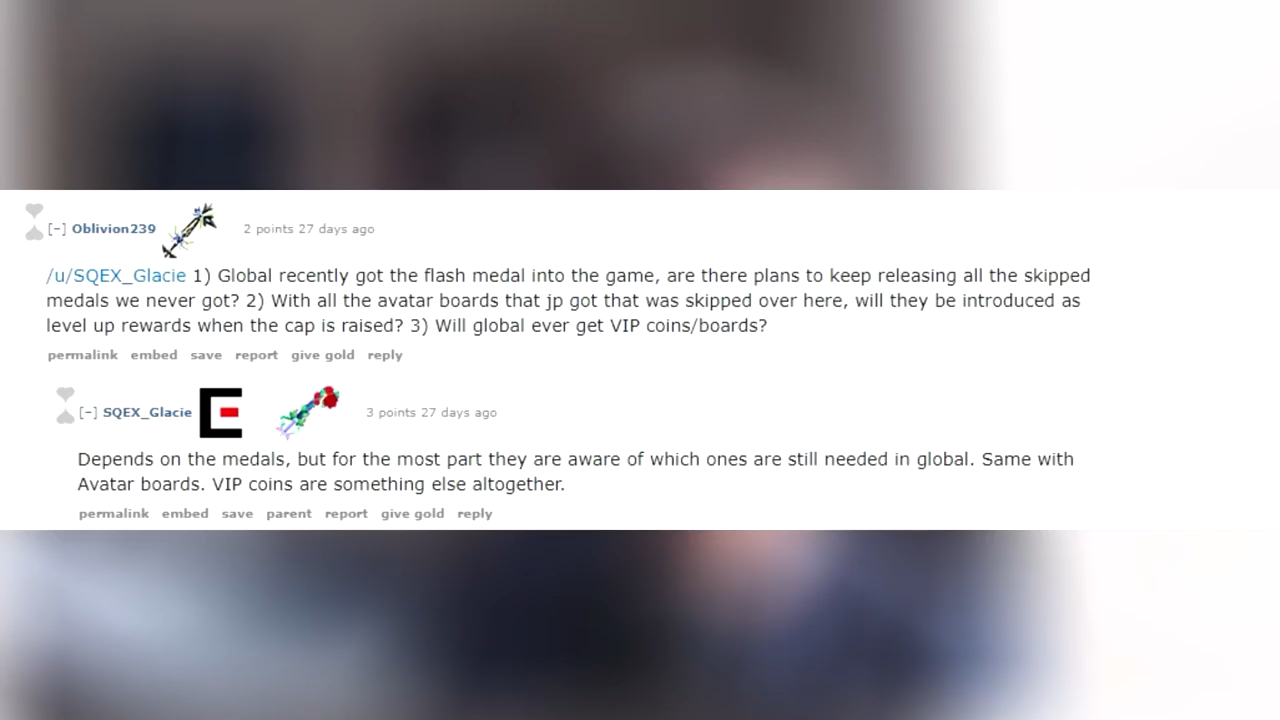 [-] Oblivion239 2 points 27 days ago
/u/SQEX_Glacie 1) Global recently got the flash medal into the game, are there plans to keep releasing all the skipped
medals we never got? 2) With all the avatar boards that jp got that was skipped over here, will they be introduced as
level up rewards when the cap is raised? 3) Will global ever get VIP coins/boards?
permalink embed save report give gold reply
[-] SQEX_Glacie 3 points 27 days ago
Depends on the medals, but for the most part they are aware of which ones are still needed in global. Same with
Avatar boards. VIP coins are something else altogether.
permalink embed save parent report give gold reply